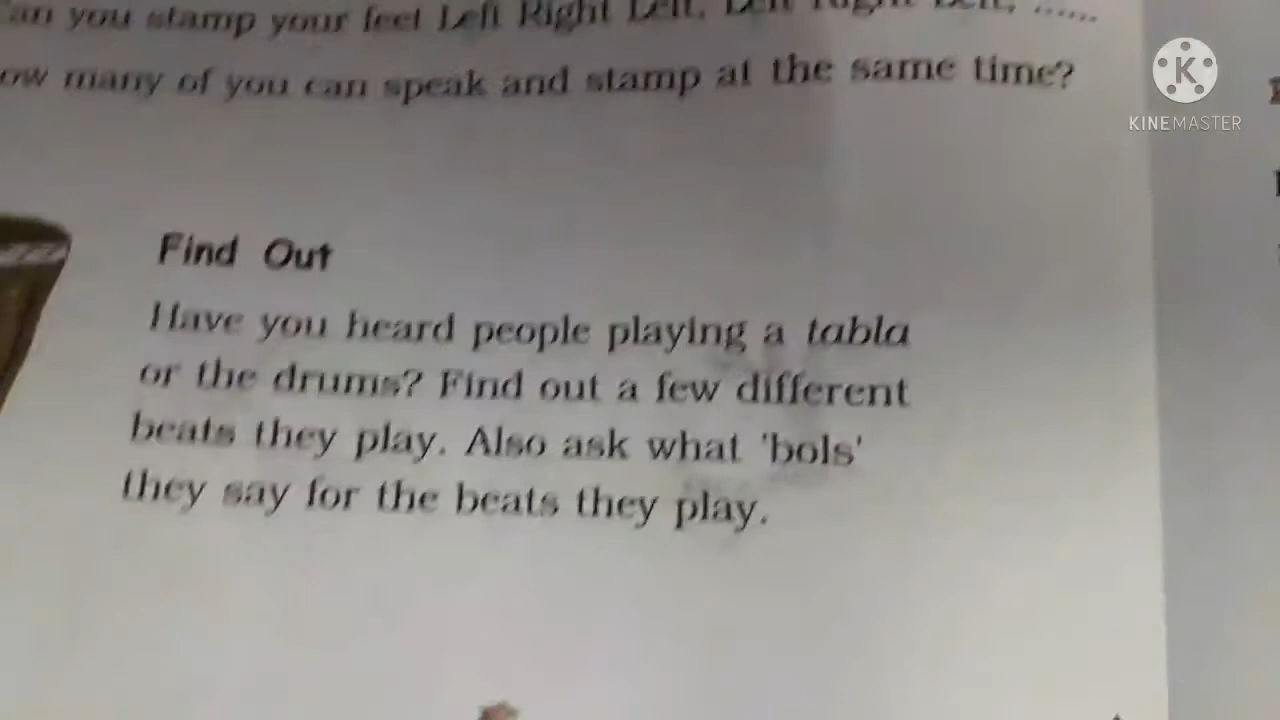 an you stamp your feet Left Right Left, Left Right Left, ......
ow many of you can speak and stamp at the same time?
KINEMASTER
Find Out
Have you heard people playing a tabla
or the drums? Find out a few different
beats they play. Also ask what 'bols'
they say for the beats they play.